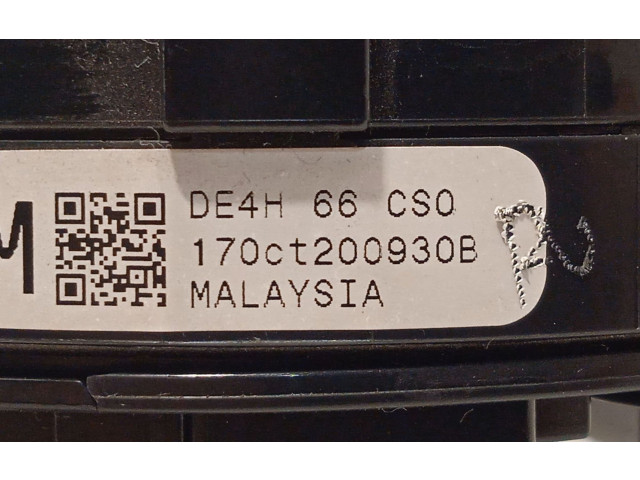 M
DE4H 66 CS0
17Oct200930B
MALAYSIA